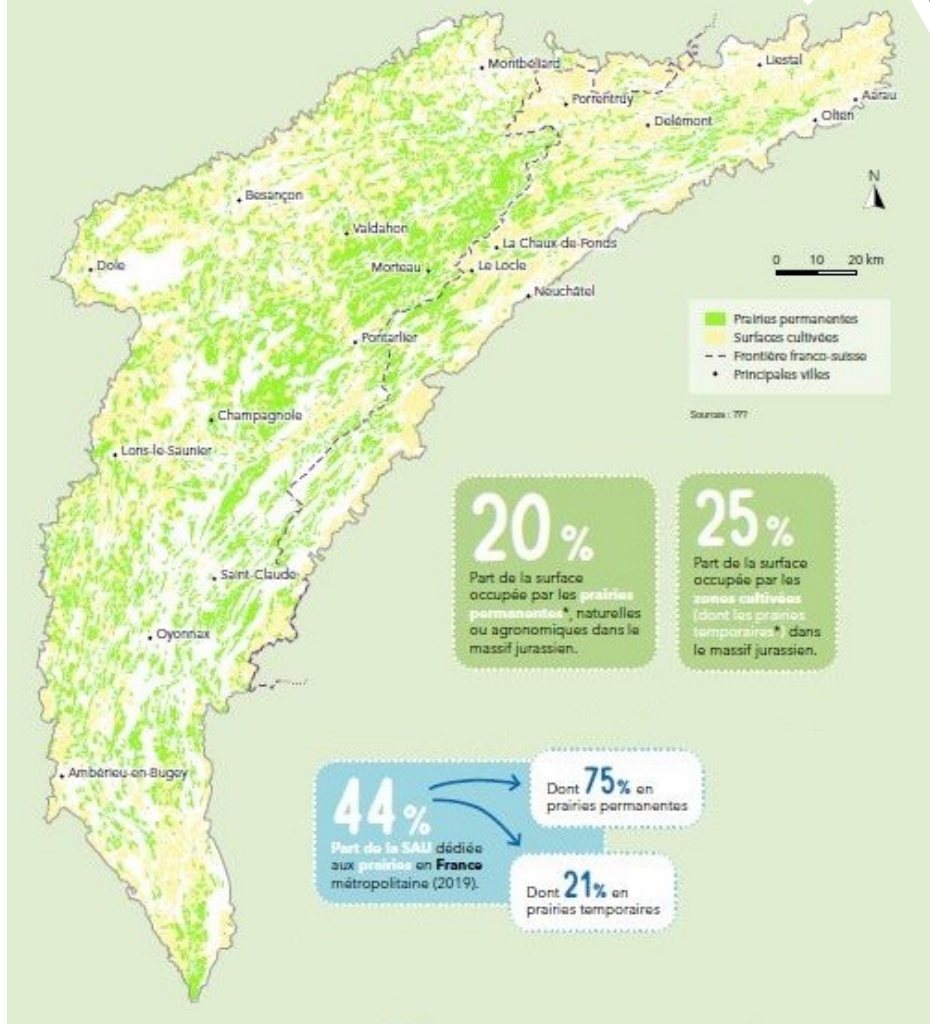 Montbéliard
Liestal
Porrentruy
Aarau
Delémont
Olten
N
Besançon
Valdahon
La Chaux-de-Fonds
Dole
Morteau
Le Locle
0 10 20 km
Neuchâtel
Prairies permanentes
Surfaces cultivées
Frontière franco-suisse
Principales villes
Pontarlier
Sources : ???
Champagnole
Lons-le-Saunier
20 %
Part de la surface
occupée par les prairies
permanentes*, naturelles
ou agronomiques dans le
massif jurassien.
25 %
Part de la surface
occupée par les
zones cultivées
(dont les prairies
temporaires*) dans
le massif jurassien.
Saint-Claude
Oyonnax
Ambérieu-en-Bugey
44 %
Part de la SAU dédiée
aux prairies en France
métropolitaine (2019).
Dont 75% en
prairies permanentes
Dont 21% en
prairies temporaires